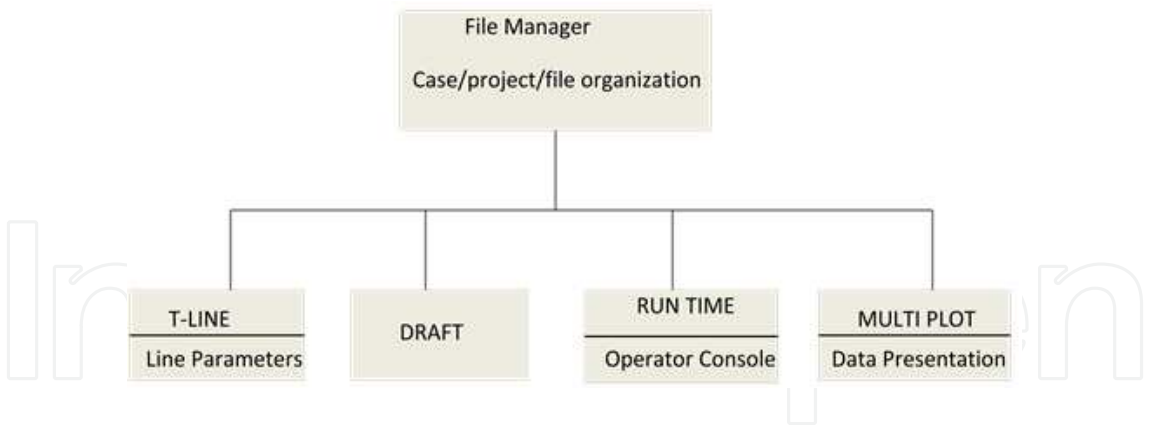 File Manager
Case/project/file organization
T-LINE
Line Parameters
DRAFT
RUN TIME
Operator Console
MULTI PLOT
Data Presentation